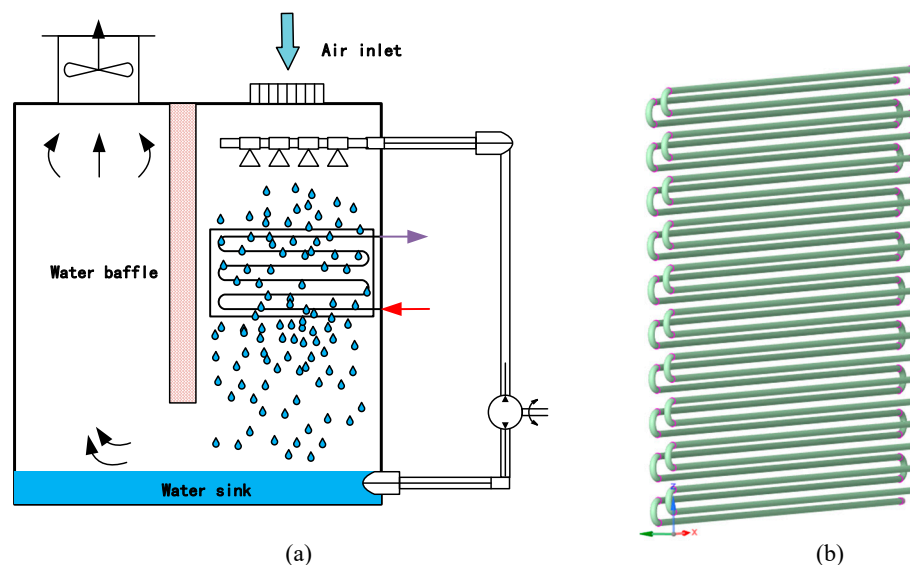 Air inlet
Water baffle
Water sink
z
x
(a)
(b)